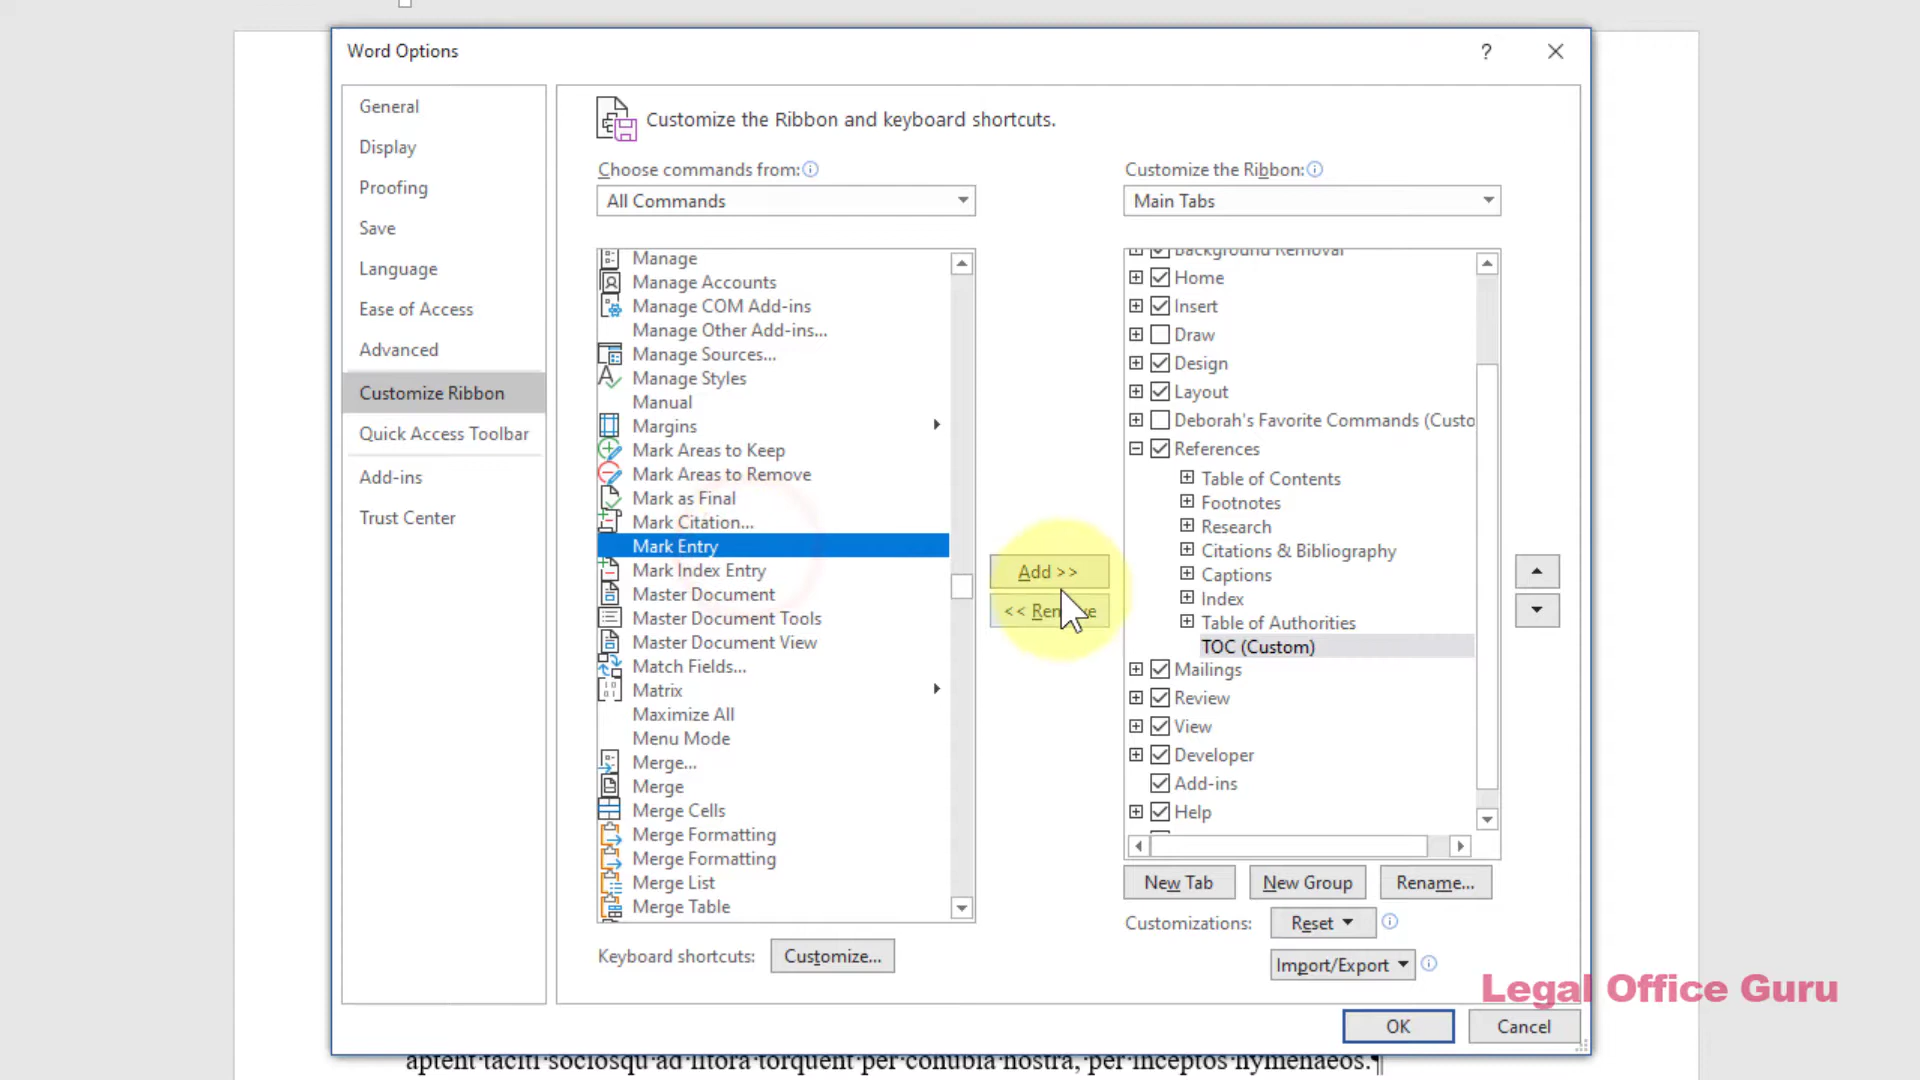 Word Options
?
General
Display
Proofing
Save
Language
Ease of Access
Advanced
Customize Ribbon
Quick Access Toolbar
Add-ins
Trust Center
Customize the Ribbon and keyboard shortcuts.
Choose commands from:
All Commands
Manage
Manage Accounts
Manage COM Add-ins
Manage Other Add-ins...
Manage Sources...
Manage Styles
Manual
Margins
Mark Areas to Keep
Mark Areas to Remove
Mark as Final
Mark Citation...
Mark Entry
Mark Index Entry
Master Document
Master Document Tools
Master Document View
Match Fields...
Matrix
Maximize All
Menu Mode
Merge...
Merge
Merge Cells
Merge Formatting
Merge Formatting
Merge List
Merge Table
Keyboard shortcuts: Customize...
Add >>
<< Remove
Customize the Ribbon:
Main Tabs
Background Removal
Home
Insert
Draw
Design
Layout
Deborah's Favorite Commands (Custo
References
Table of Contents
Footnotes
Research
Citations & Bibliography
Captions
Index
Table of Authorities
TOC (Custom)
Mailings
Review
View
Developer
Add-ins
Help
New Tab New Group Rename...
Customizations: Reset
Import/Export
Legal Office Guru
OK Cancel
aptent·taciti·sociosqu·ad·litora·torquent·per·conubia·nostra,·per·inceptos·hymenaeos.¶